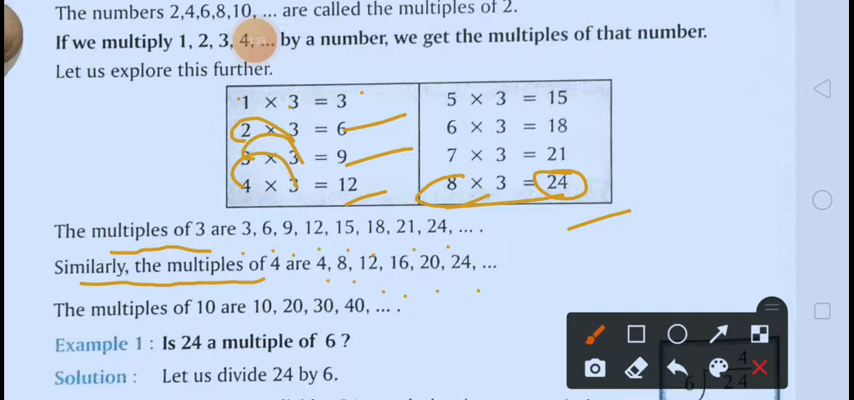 The numbers 2,4,6,8,10, ... are called the multiples of 2.
If we multiply 1, 2, 3, 4, ... by a number, we get the multiples of that number.
Let us explore this further.
1 × 3 = 3
2 × 3 = 6
3 × 3 = 9
4 × 3 = 12
5 × 3 = 15
6 × 3 = 18
7 × 3 = 21
8 × 3 = 24
The multiples of 3 are 3, 6, 9, 12, 15, 18, 21, 24, ... .
Similarly, the multiples of 4 are 4, 8, 12, 16, 20, 24, ...
The multiples of 10 are 10, 20, 30, 40, ... .
Example 1 : Is 24 a multiple of 6 ?
Solution : Let us divide 24 by 6.
4
6 24